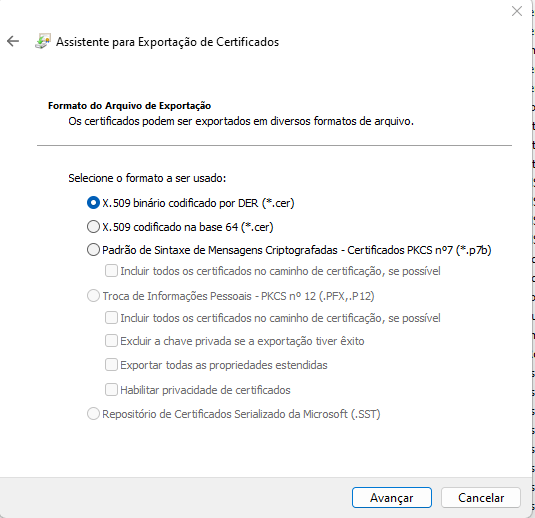 Assistente para Exportação de Certificados
Formato do Arquivo de Exportação
Os certificados podem ser exportados em diversos formatos de arquivo.
Selecione o formato a ser usado:
X.509 binário codificado por DER (*.cer)
X.509 codificado na base 64 (*.cer)
Padrão de Sintaxe de Mensagens Criptografadas - Certificados PKCS nº7 (*.p7b)
Incluir todos os certificados no caminho de certificação, se possível
Troca de Informações Pessoais - PKCS nº 12 (.PFX,.P12)
Incluir todos os certificados no caminho de certificação, se possível
Excluir a chave privada se a exportação tiver êxito
Exportar todas as propriedades estendidas
Habilitar privacidade de certificados
Repositório de Certificados Serializado da Microsoft (.SST)
Avançar
Cancelar